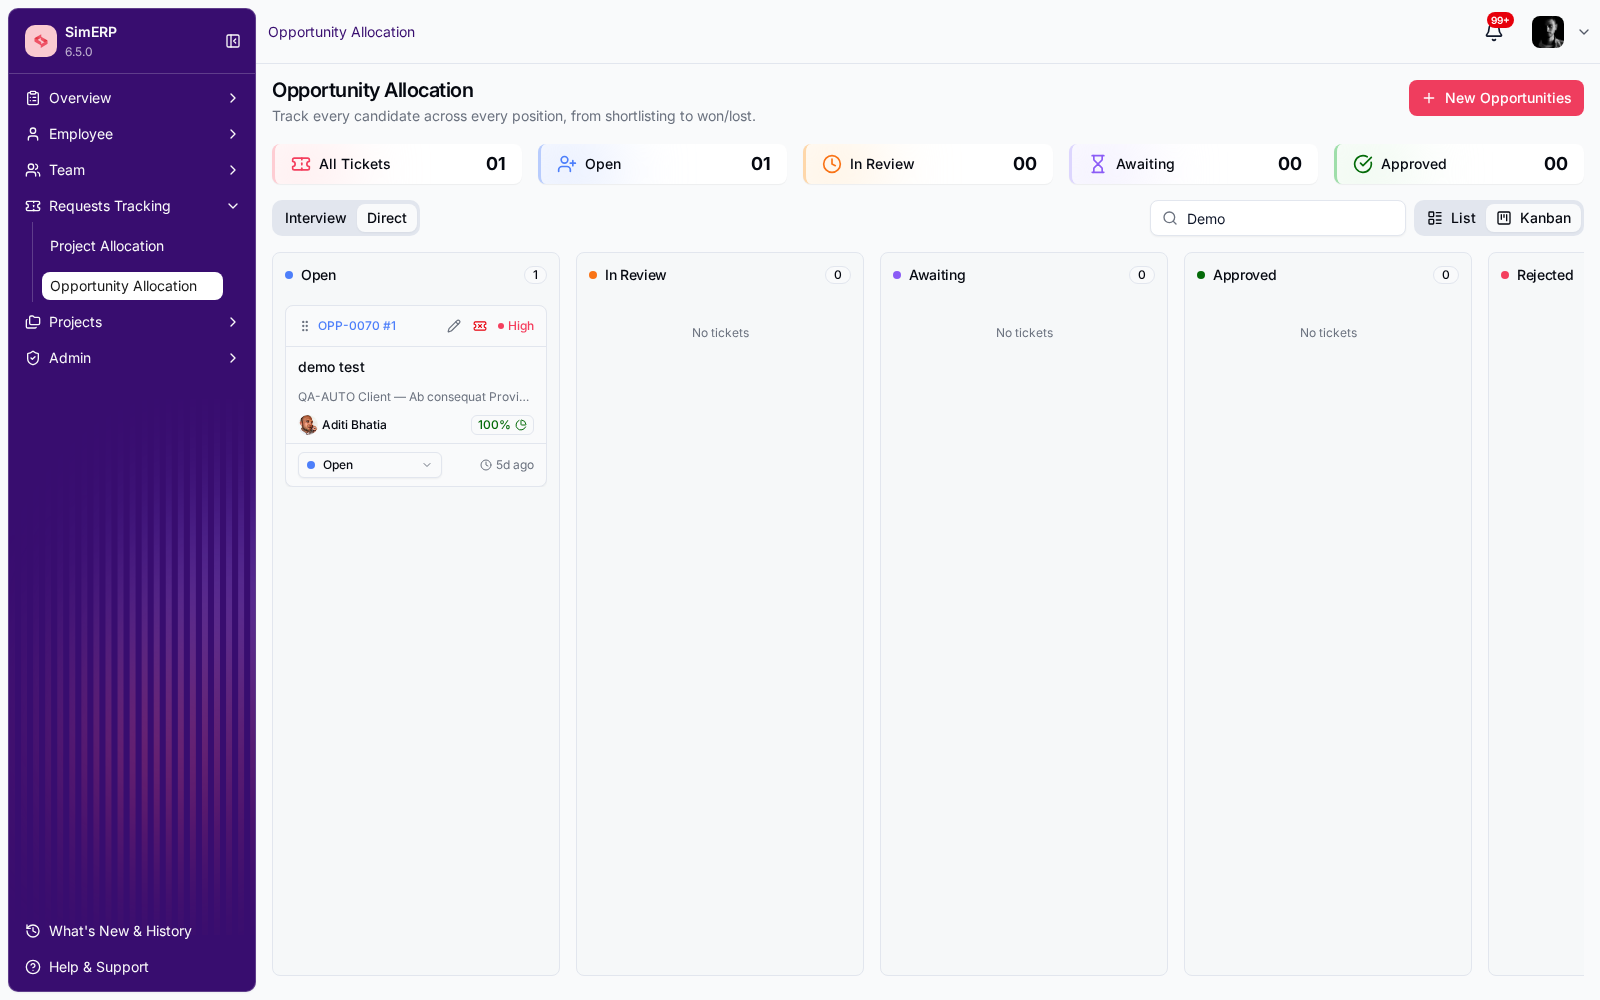 SimERP
6.5.0
Overview
Employee
Team
Requests Tracking
Project Allocation
Opportunity Allocation
Projects
Admin
What's New & History
Help & Support
Opportunity Allocation
99+
Opportunity Allocation
Track every candidate across every position, from shortlisting to won/lost.
New Opportunities
All Tickets 01
Open 01
In Review 00
Awaiting 00
Approved 00
Interview Direct
Demo
List Kanban
Open 1
OPP-0070 #1 High
demo test
QA-AUTO Client — Ab consequat Provi...
Aditi Bhatia 100%
Open 5d ago
In Review 0
No tickets
Awaiting 0
No tickets
Approved 0
No tickets
Rejected